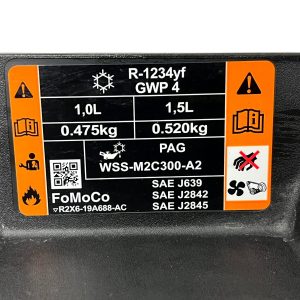 R-1234yf
GWP 4
1,0L 1,5L
0.475kg 0.520kg
PAG
WSS-M2C300-A2
FoMoCo
R2X6-19A688-AC
SAE J639
SAE J2842
SAE J2845